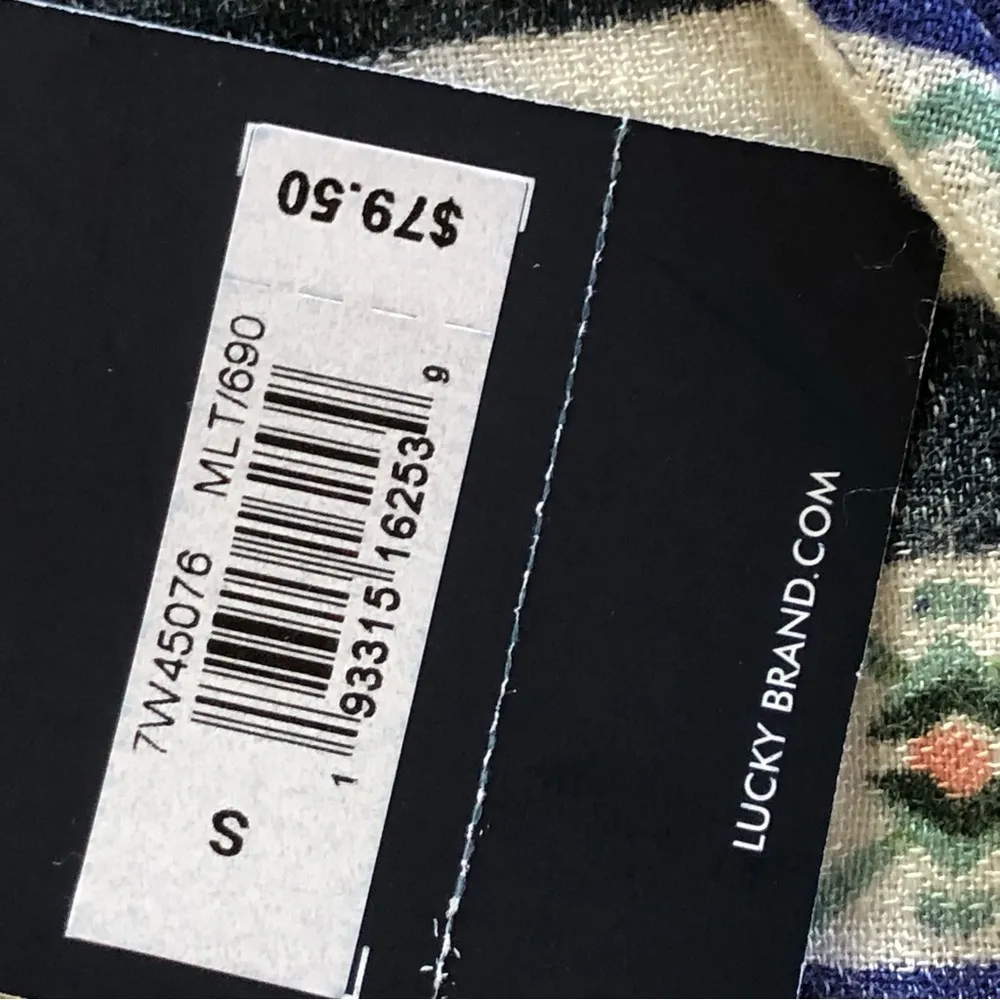 $79.50
7W45076 MLT/690
1 93315 16253 9
S
LUCKY BRAND.COM